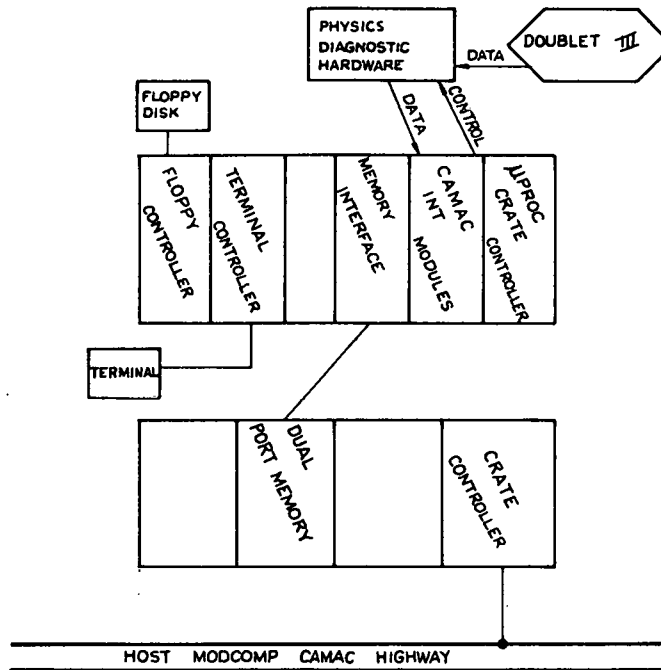 PHYSICS
DIAGNOSTIC
HARDWARE
DATA
DOUBLET III
FLOPPY
DISK
DATA
CONTROL
FLOPPY
CONTROLLER
TERMINAL
CONTROLLER
MEMORY
INTERFACE
CAMAC
INT
MODULES
μPROC
CRATE
CONTROLLER
TERMINAL
DUAL
PORT MEMORY
CRATE
CONTROLLER
HOST MODCOMP CAMAC HIGHWAY